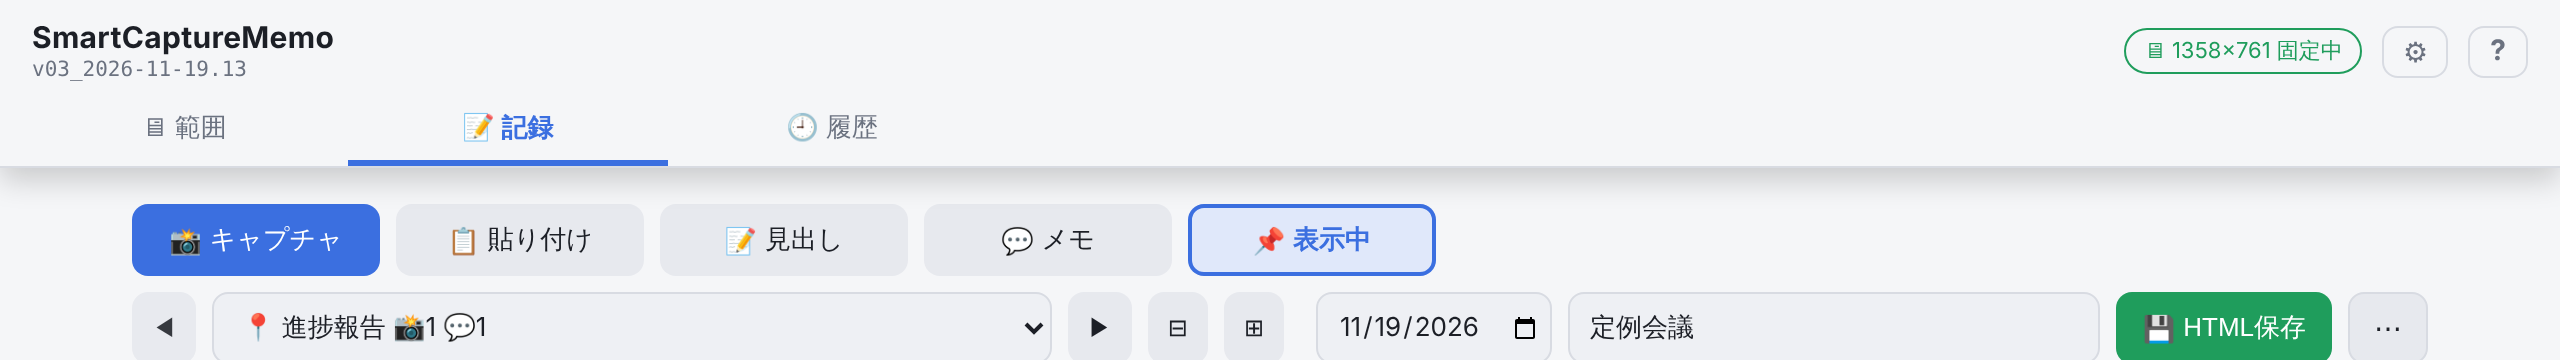 SmartCaptureMemo
v03_2026-11-19.13
🖥 1358×761 固定中
⚙ ?
🖥 範囲 📝 記録 🕘 履歴
📸 キャプチャ 📋 貼り付け 📝 見出し 💬 メモ 📌 表示中
◀ 📍 進捗報告 📸1 💬1 ▶ ⊟ ⊞ 11/19/2026 定例会議 💾 HTML保存 …